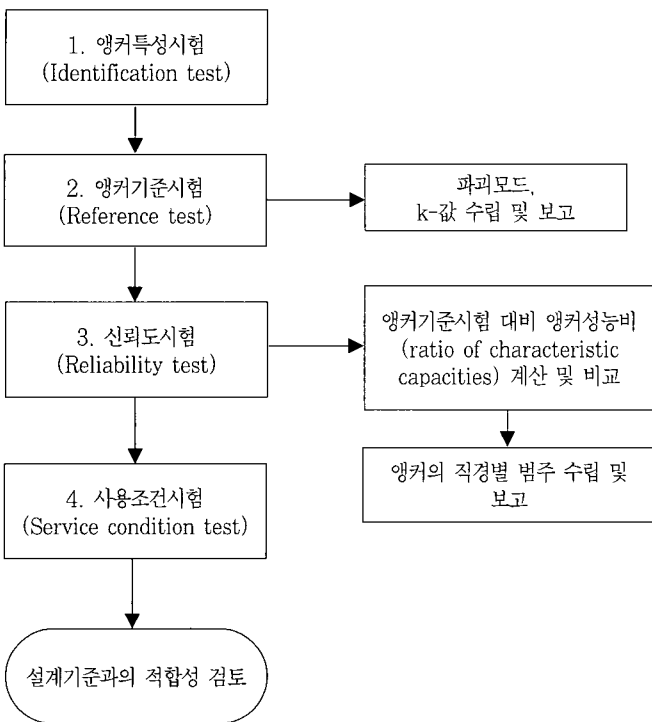 1. 앵커특성시험
(Identification test)
2. 앵커기준시험
(Reference test)
파괴모드,
k-값 수립 및 보고
3. 신뢰도시험
(Reliability test)
앵커기준시험 대비 앵커성능비
(ratio of characteristic
capacities) 계산 및 비교
앵커의 직경별 범주 수립 및
보고
4. 사용조건시험
(Service condition test)
설계기준과의 적합성 검토